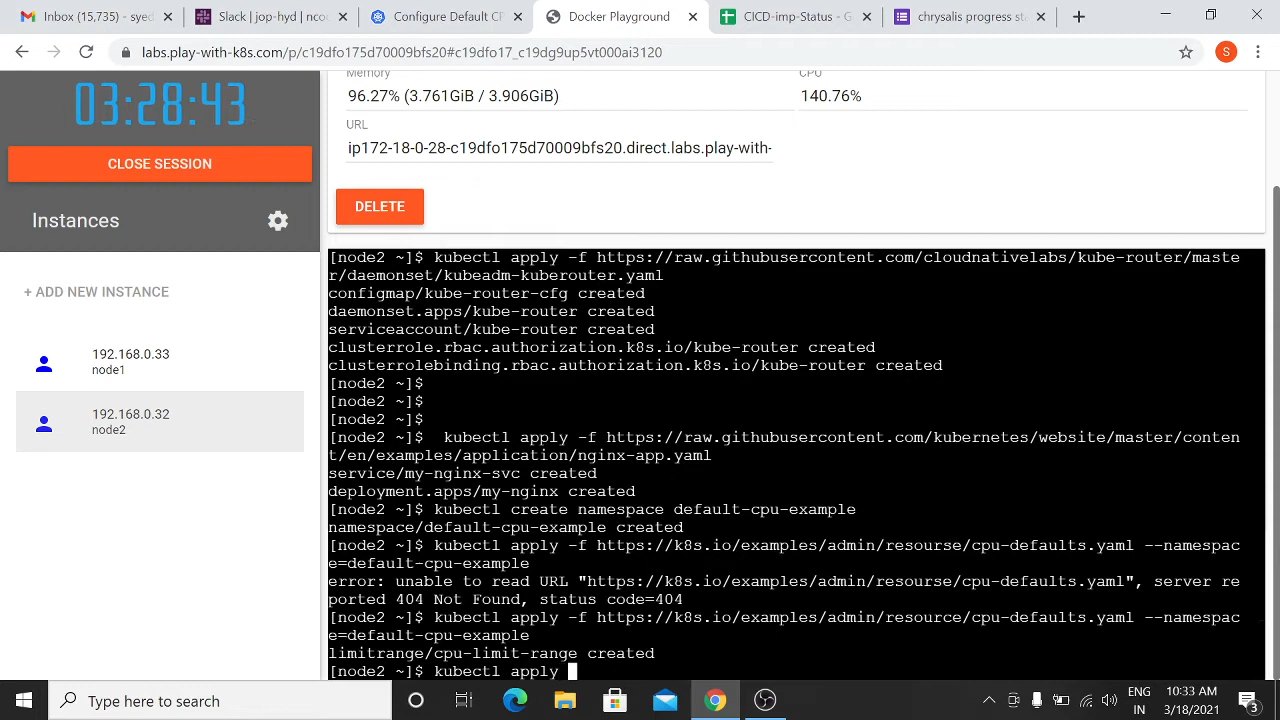 Inbox (15,735) - syed
Slack | jop-hyd | nco
Configure Default CP
Docker Playground
CICD-imp-Status - G
chrysalis progress sta
labs.play-with-k8s.com/p/c19dfo175d70009bfs20#c19dfo17_c19dg9up5vt000ai3120
S
03:28:43
CLOSE SESSION
Instances
+ ADD NEW INSTANCE
192.168.0.33
node1
192.168.0.32
node2
Memory
CPU
96.27% (3.761GiB / 3.906GiB)
140.76%
URL
ip172-18-0-28-c19dfo175d70009bfs20.direct.labs.play-with-
DELETE
[node2 ~]$ kubectl apply -f https://raw.githubusercontent.com/cloudnativelabs/kube-router/maste
r/daemonset/kubeadm-kuberouter.yaml
configmap/kube-router-cfg created
daemonset.apps/kube-router created
serviceaccount/kube-router created
clusterrole.rbac.authorization.k8s.io/kube-router created
clusterrolebinding.rbac.authorization.k8s.io/kube-router created
[node2 ~]$
[node2 ~]$
[node2 ~]$
[node2 ~]$  kubectl apply -f https://raw.githubusercontent.com/kubernetes/website/master/conten
t/en/examples/application/nginx-app.yaml
service/my-nginx-svc created
deployment.apps/my-nginx created
[node2 ~]$ kubectl create namespace default-cpu-example
namespace/default-cpu-example created
[node2 ~]$ kubectl apply -f https://k8s.io/examples/admin/resourse/cpu-defaults.yaml --namespac
e=default-cpu-example
error: unable to read URL "https://k8s.io/examples/admin/resourse/cpu-defaults.yaml", server re
ported 404 Not Found, status code=404
[node2 ~]$ kubectl apply -f https://k8s.io/examples/admin/resource/cpu-defaults.yaml --namespac
e=default-cpu-example
limitrange/cpu-limit-range created
[node2 ~]$ kubectl apply
Type here to search
ENG
IN
10:33 AM
3/18/2021
3